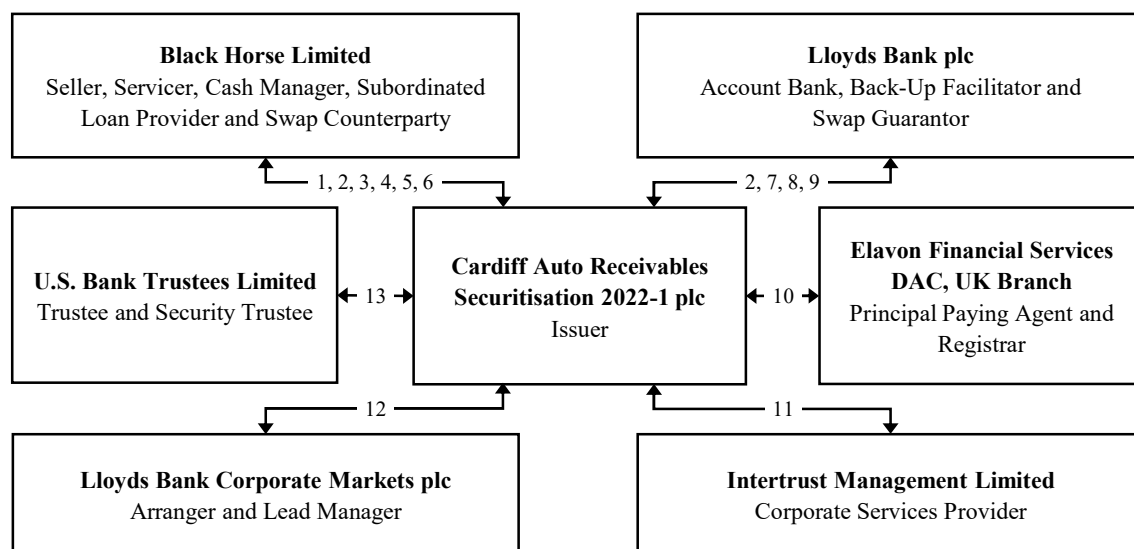 Black Horse Limited
Seller, Servicer, Cash Manager, Subordinated
Loan Provider and Swap Counterparty
Lloyds Bank plc
Account Bank, Back-Up Facilitator and
Swap Guarantor
1, 2, 3, 4, 5, 6
2, 7, 8, 9
U.S. Bank Trustees Limited
Trustee and Security Trustee
13
Cardiff Auto Receivables
Securitisation 2022-1 plc
Issuer
10
Elavon Financial Services
DAC, UK Branch
Principal Paying Agent and
Registrar
12
11
Lloyds Bank Corporate Markets plc
Arranger and Lead Manager
Intertrust Management Limited
Corporate Services Provider